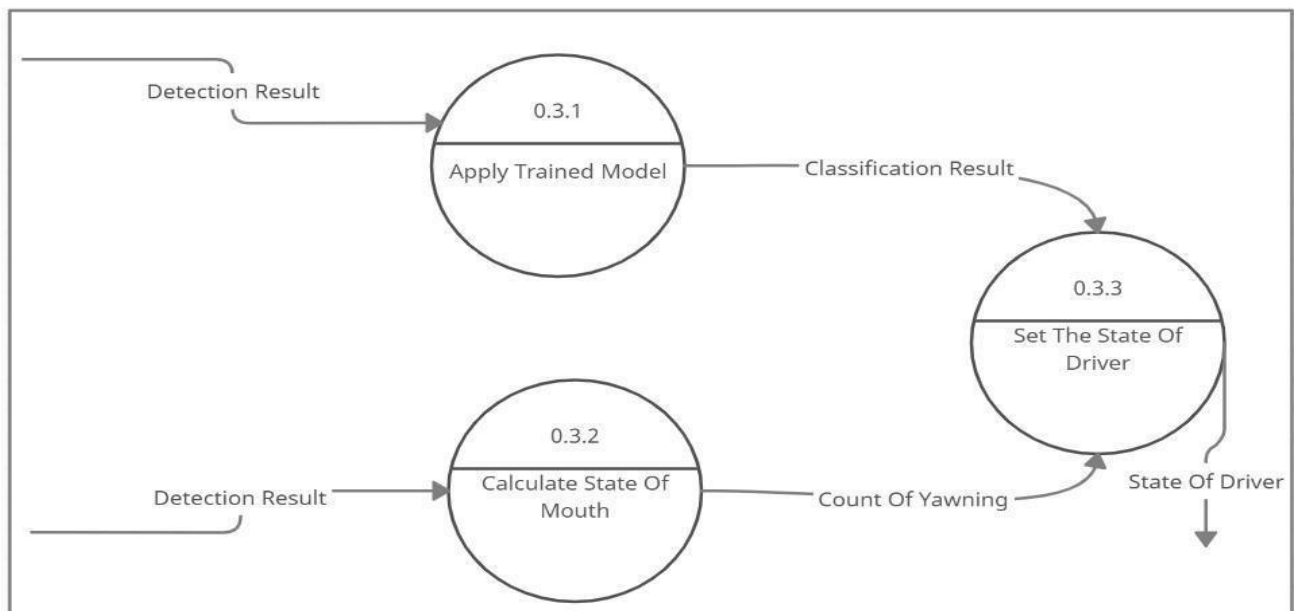 Detection Result
0.3.1
Apply Trained Model
Classification Result
0.3.3
Set The State Of
Driver
0.3.2
Calculate State Of
Mouth
Detection Result
Count Of Yawning
State Of Driver